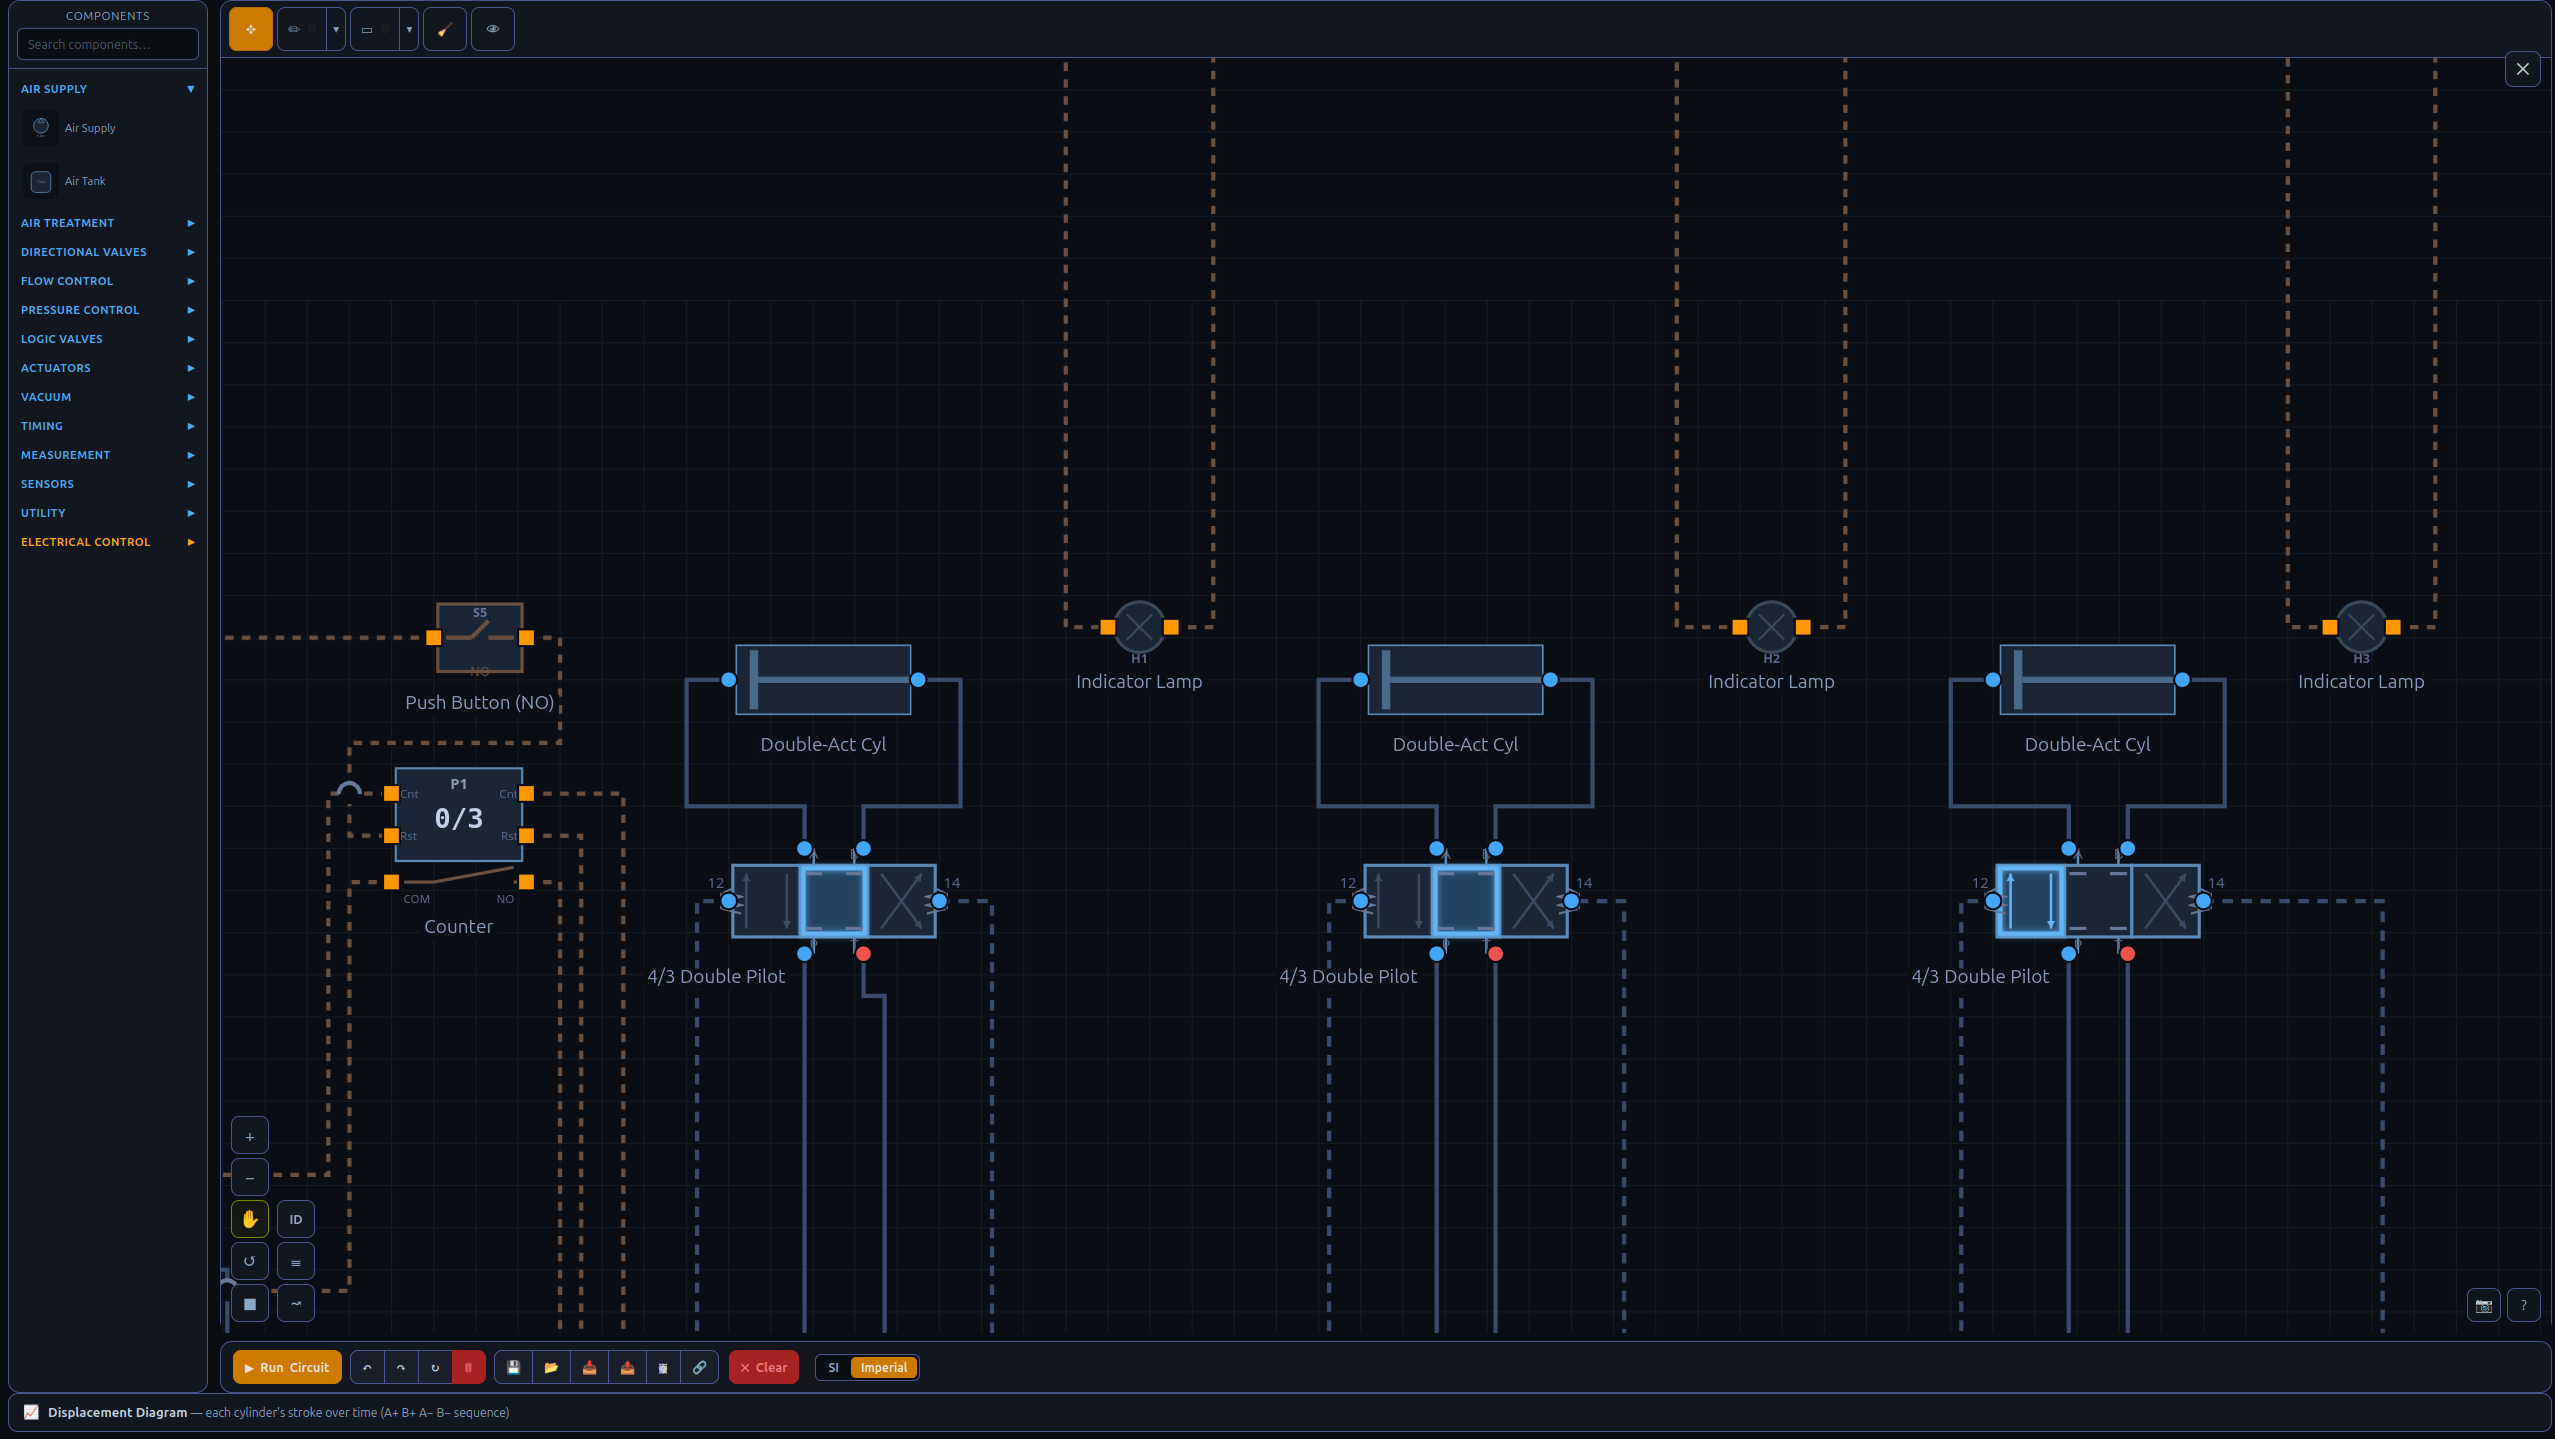 COMPONENTS
Search components...
AIR SUPPLY
Air Supply
Air Tank
AIR TREATMENT
DIRECTIONAL VALVES
FLOW CONTROL
PRESSURE CONTROL
LOGIC VALVES
ACTUATORS
VACUUM
TIMING
MEASUREMENT
SENSORS
UTILITY
ELECTRICAL CONTROL
S5
NO
Push Button (NO)
P1
Cnt
Cnt
0/3
Rst
Rst
COM
NO
Counter
Double-Act Cyl
12
14
4/3 Double Pilot
H1
Indicator Lamp
Double-Act Cyl
12
14
4/3 Double Pilot
H2
Indicator Lamp
Double-Act Cyl
12
14
4/3 Double Pilot
H3
Indicator Lamp
ID
?
Run Circuit
Clear
SI
Imperial
Displacement Diagram — each cylinder's stroke over time (A+ B+ A− B− sequence)